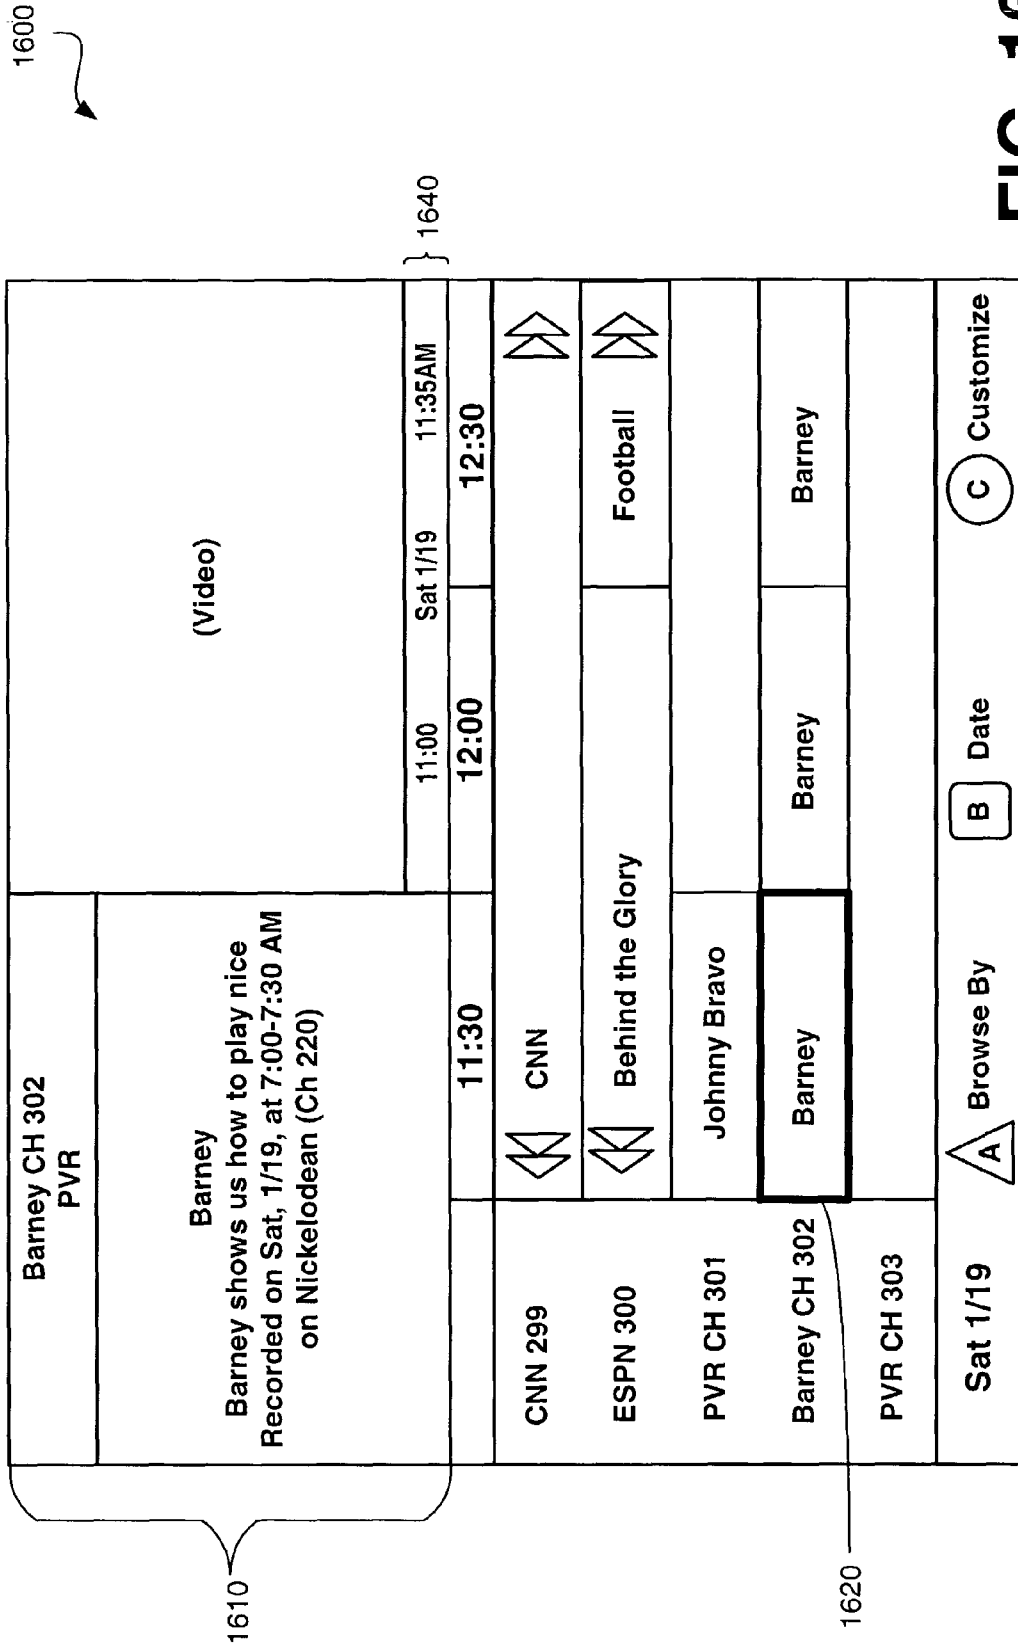 1600
Barney CH 302
PVR
(Video)
Barney
Barney shows us how to play nice
Recorded on Sat, 1/19, at 7:00-7:30 AM
on Nickelodean (Ch 220)
1610
11:00 Sat 1/19 11:35AM
1640
11:30 12:00 12:30
CNN 299 CNN
ESPN 300 Behind the Glory Football
PVR CH 301 Johnny Bravo
Barney CH 302 Barney Barney Barney
PVR CH 303
1620
Sat 1/19 A Browse By B Date C Customize